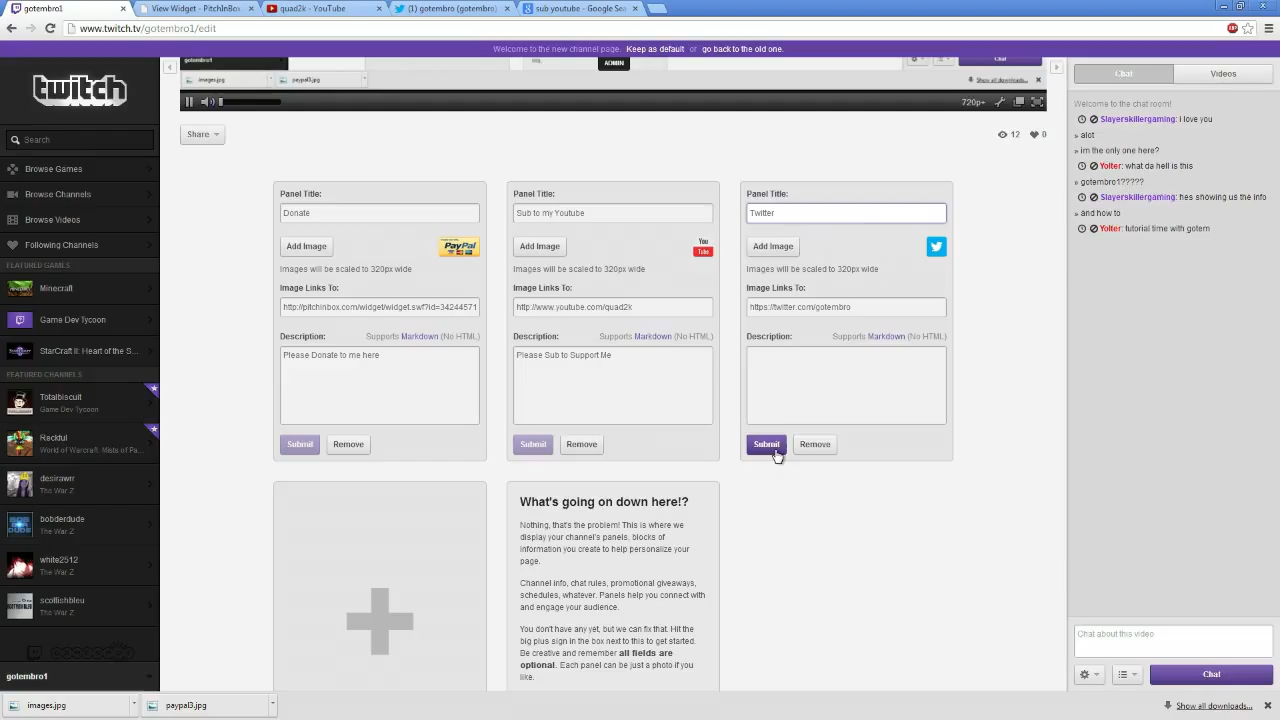 gotembro1
View Widget - PitchInBox
quad2k - YouTube
(1) gotembro (gotembro)
sub youtube - Google Sea
www.twitch.tv/gotembro1/edit
Welcome to the new channel page. Keep as default or go back to the old one.
twitch
Search
Browse Games
Browse Channels
Browse Videos
Following Channels
FEATURED GAMES
Minecraft
Game Dev Tycoon
StarCraft II: Heart of the S...
FEATURED CHANNELS
Totalbiscuit
Game Dev Tycoon
Reckful
World of Warcraft: Mists of Pa...
desirawrr
The War Z
bobderdude
The War Z
white2512
The War Z
scottishbleu
The War Z
gotembro1
gotembro1
ADMIN
Chat
images.jpg
paypal3.jpg
Show all downloads...
720p+
Share
12
0
Panel Title:
Donate
Add Image
PayPal
Images will be scaled to 320px wide
Image Links To:
http://pitchinbox.com/widget/widget.swf?id=34244571
Description:
Supports Markdown (No HTML)
Please Donate to me here
Submit
Remove
Panel Title:
Sub to my Youtube
Add Image
You
Tube
Images will be scaled to 320px wide
Image Links To:
http://www.youtube.com/quad2k
Description:
Supports Markdown (No HTML)
Please Sub to Support Me
Submit
Remove
Panel Title:
Twitter
Add Image
Images will be scaled to 320px wide
Image Links To:
https://twitter.com/gotembro
Description:
Supports Markdown (No HTML)
Submit
Remove
What's going on down here!?
Nothing, that's the problem! This is where we
display your channel's panels, blocks of
information you create to help personalize your
page.
Channel info, chat rules, promotional giveaways,
schedules, whatever. Panels help you connect with
and engage your audience.
You don't have any yet, but we can fix that. Hit the
big plus sign in the box next to this to get started.
Be creative and remember all fields are
optional. Each panel can be just a photo if you
like.
Chat
Videos
Welcome to the chat room!
Slayerskillergaming: i love you
» alot
» im the only one here?
Yolter: what da hell is this
» gotembro1?????
Slayerskillergaming: hes showing us the info
» and how to
Yolter: tutorial time with gotem
Chat about this video
Chat
images.jpg
paypal3.jpg
Show all downloads...